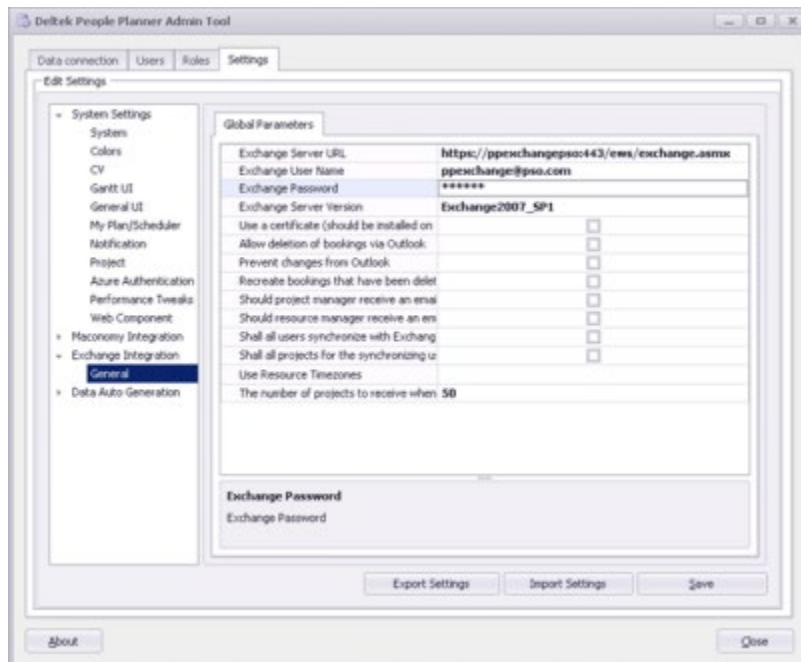 Deltek People Planner Admin Tool
Data connection Users Roles Settings
Edit Settings
System Settings
System
Colors
CV
Gantt UI
General UI
My Plan/Scheduler
Notification
Project
Azure Authentication
Performance Tweaks
Web Component
Maconomy Integration
Exchange Integration
General
Data Auto Generation
Global Parameters
Exchange Server URL https://ppexchangepso:443/ews/exchange.asmx
Exchange User Name ppexchange@pso.com
Exchange Password ******
Exchange Server Version Exchange2007_SP1
Use a certificate (should be installed on
Allow deletion of bookings via Outlook
Prevent changes from Outlook
Recreate bookings that have been delet
Should project manager receive an emai
Should resource manager receive an em
Shall all users synchronize with Exchang
Shall all projects for the synchronizing u
Use Resource Timezones
The number of projects to receive when 50
Exchange Password
Exchange Password
Export Settings Import Settings Save
About Close